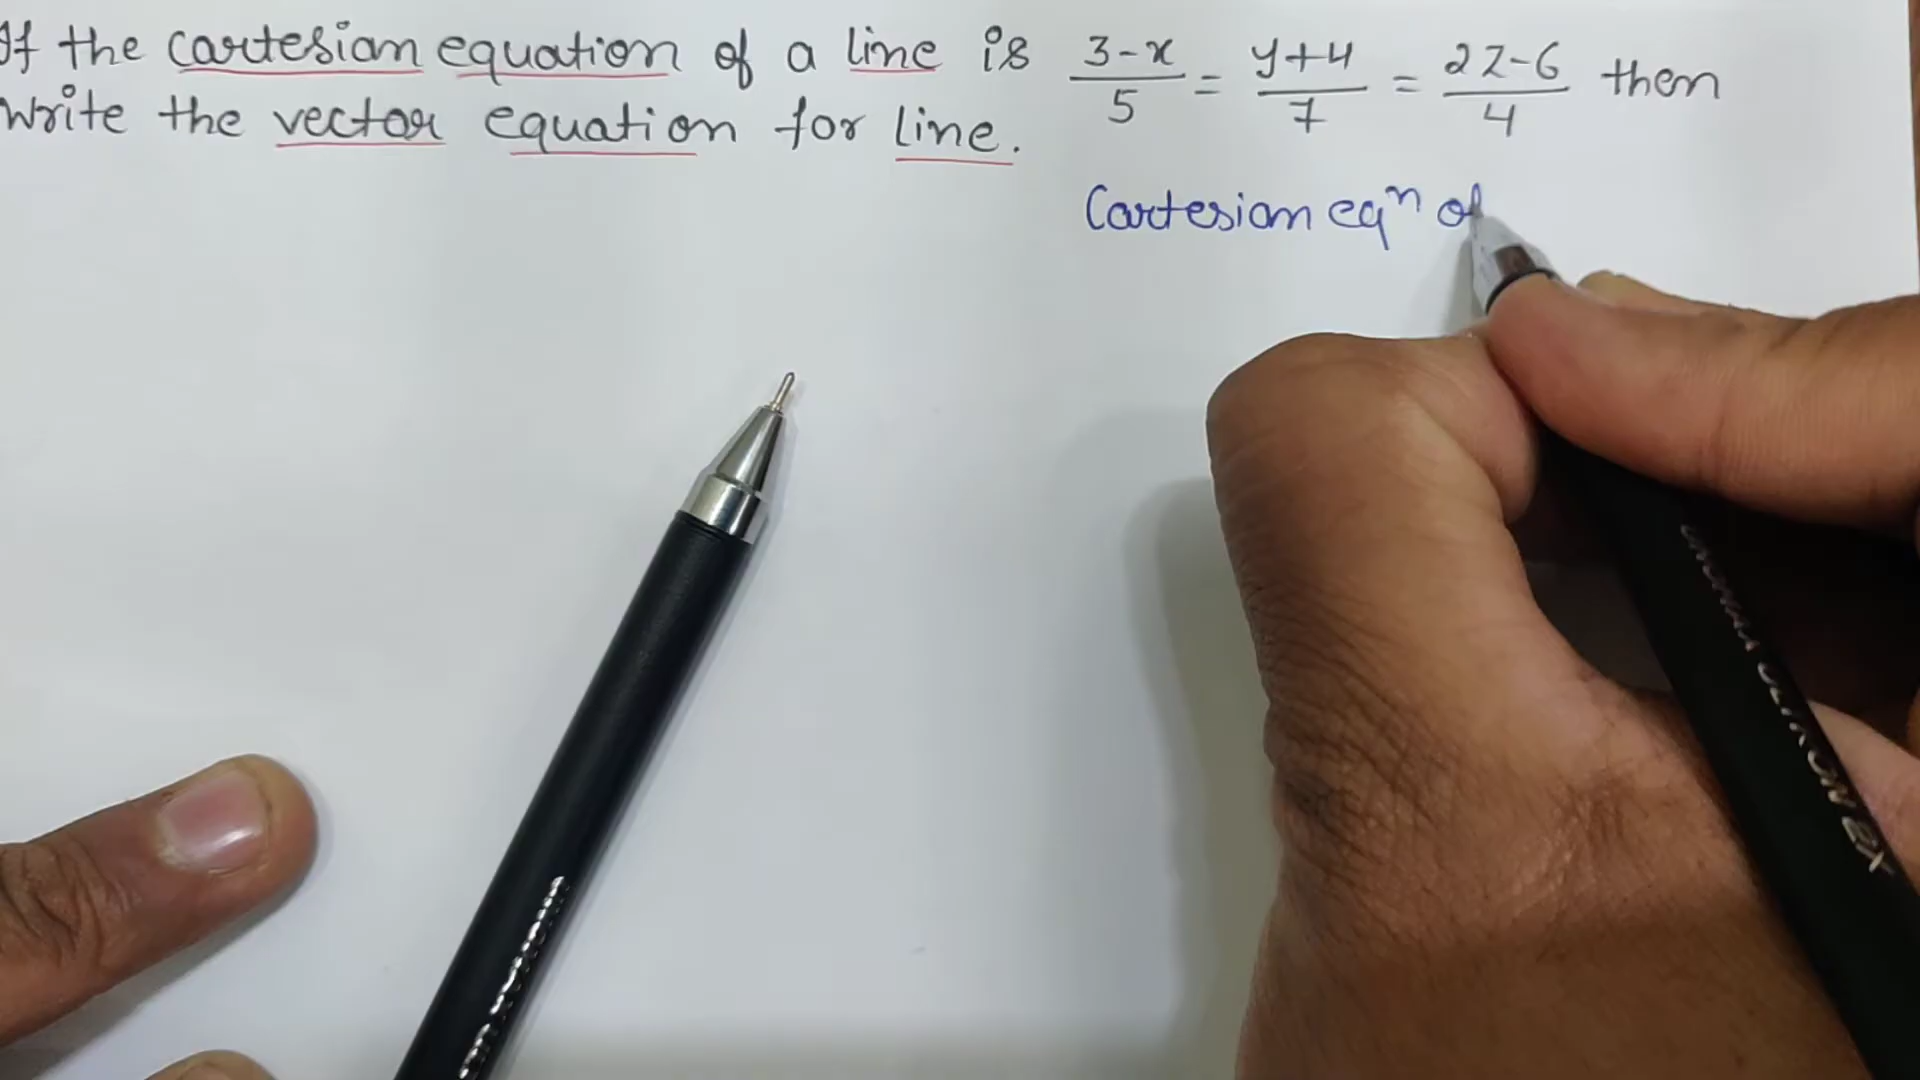 If the cartesian equation of a line is 3-x/5 = y+4/7 = 2z-6/4 then
Write the vector equation for line.
Cartesian eqⁿ of